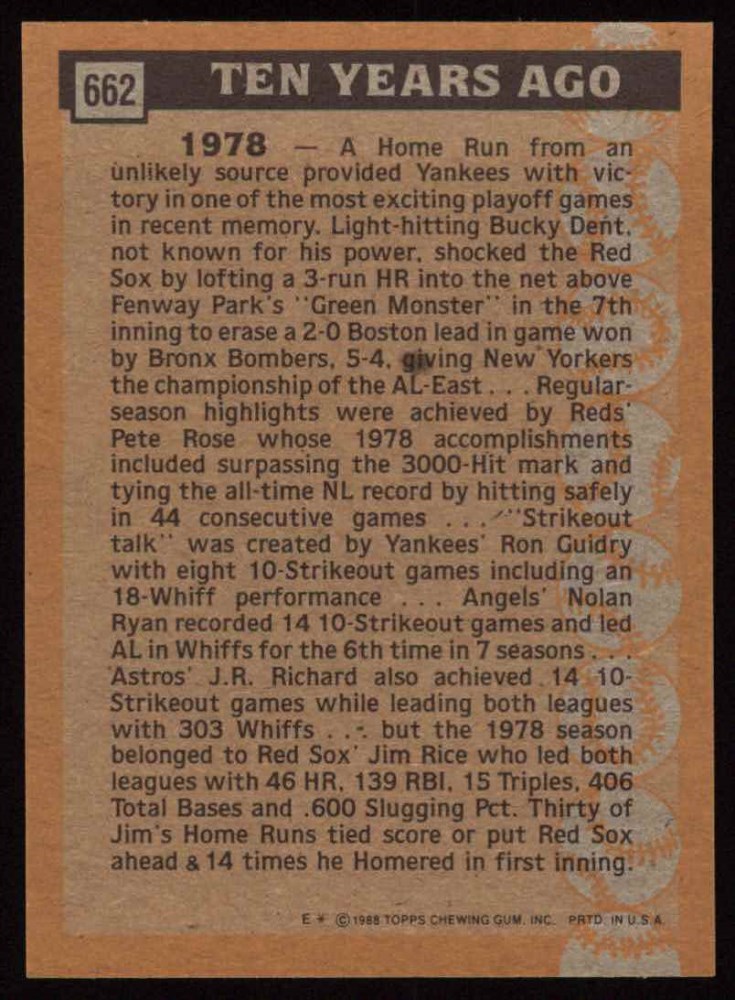 662 TEN YEARS AGO
1978 — A Home Run from an
unlikely source provided Yankees with vic-
tory in one of the most exciting playoff games
in recent memory. Light-hitting Bucky Dent,
not known for his power, shocked the Red
Sox by lofting a 3-run HR into the net above
Fenway Park's "Green Monster" in the 7th
inning to erase a 2-0 Boston lead in game won
by Bronx Bombers, 5-4, giving New Yorkers
the championship of the AL-East . . . Regular-
season highlights were achieved by Reds'
Pete Rose whose 1978 accomplishments
included surpassing the 3000-Hit mark and
tying the all-time NL record by hitting safely
in 44 consecutive games . . . "Strikeout
talk" was created by Yankees' Ron Guidry
with eight 10-Strikeout games including an
18-Whiff performance . . . Angels' Nolan
Ryan recorded 14 10-Strikeout games and led
AL in Whiffs for the 6th time in 7 seasons . . .
Astros' J.R. Richard also achieved 14 10-
Strikeout games while leading both leagues
with 303 Whiffs . . . but the 1978 season
belonged to Red Sox' Jim Rice who led both
leagues with 46 HR, 139 RBI, 15 Triples, 406
Total Bases and .600 Slugging Pct. Thirty of
Jim's Home Runs tied score or put Red Sox
ahead & 14 times he Homered in first inning.
E * © 1988 TOPPS CHEWING GUM, INC. PRTD. IN U.S.A.